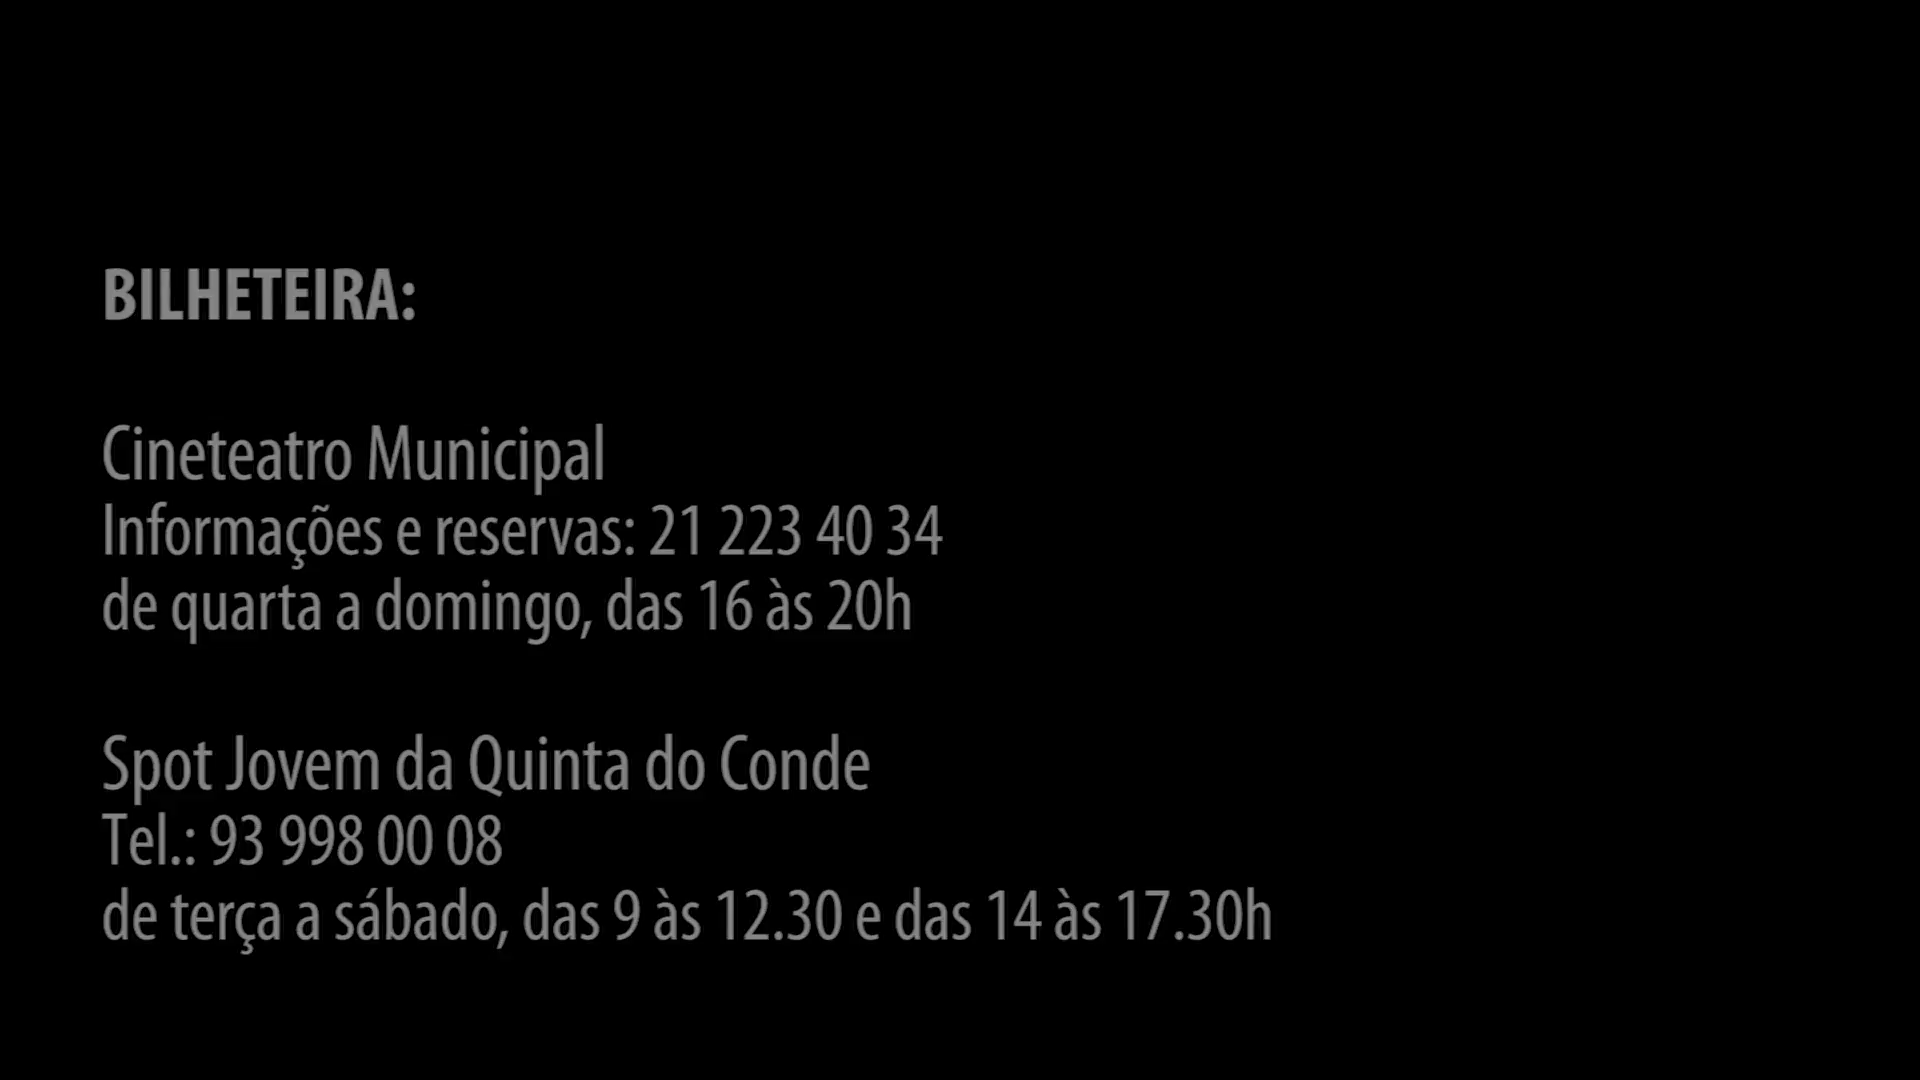 BILHETEIRA:
Cineteatro Municipal
Informações e reservas: 21 223 40 34
de quarta a domingo, das 16 às 20h
Spot Jovem da Quinta do Conde
Tel.: 93 998 00 08
de terça a sábado, das 9 às 12.30 e das 14 às 17.30h